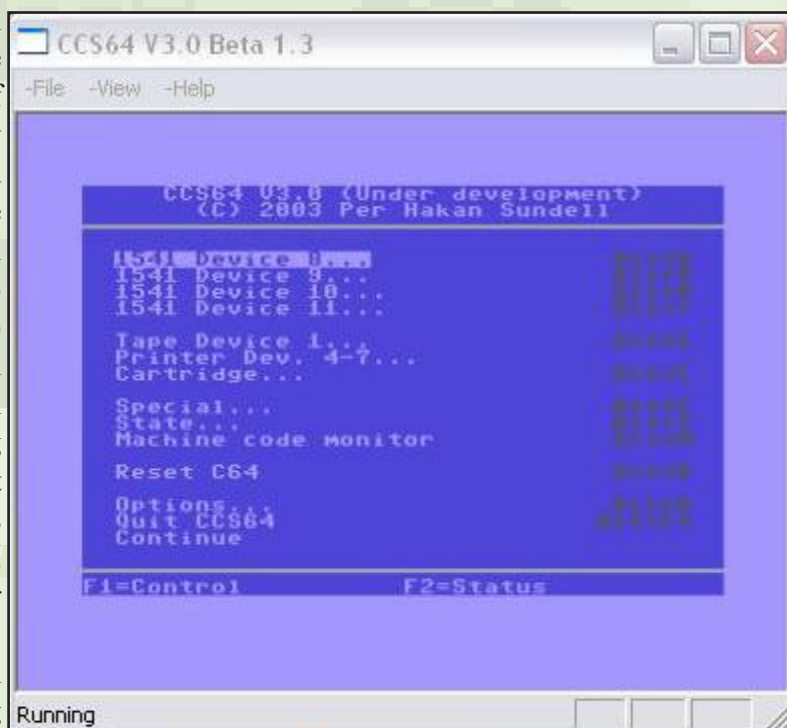 CCS64 V3.0 Beta 1.3
-File -View -Help
CCS64 V3.0 (Under development)
(C) 2003 Per Hakan Sundell
1541 Device 8...
1541 Device 9...
1541 Device 10...
1541 Device 11...
Tape Device 1...
Printer Dev. 4-7...
Cartridge...
Special...
State...
Machine code monitor
Reset C64
Options...
Quit CCS64
Continue
F1=Control F2=Status
Running